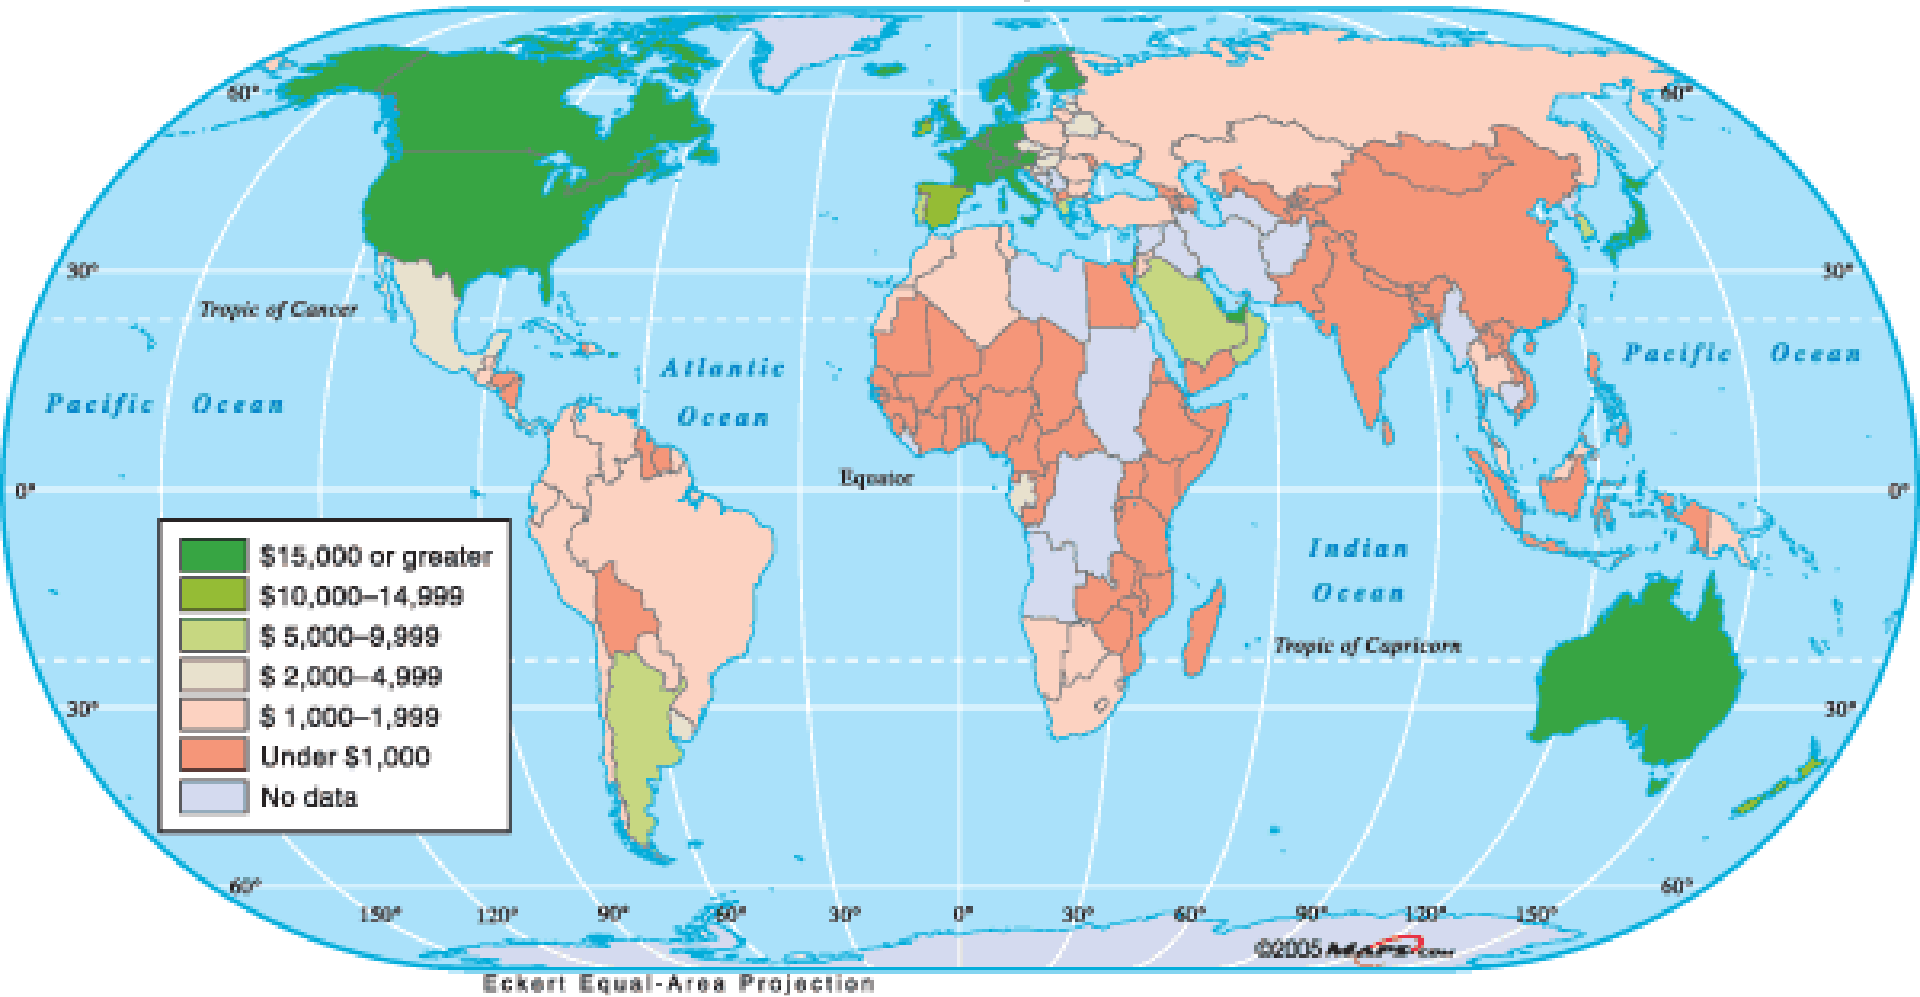 60°
60°
30°
30°
Tropic of Cancer
Atlantic
Ocean
Pacific Ocean
Pacific Ocean
Equator
0°
0°
Indian
Ocean
Tropic of Capricorn
$15,000 or greater
$10,000–14,999
$ 5,000–9,999
$ 2,000–4,999
$ 1,000–1,999
Under $1,000
No data
30°
30°
60°
60°
150° 120° 90° 60° 30° 0° 30° 60° 90° 120° 150°
©2005 MAPS.COM
Eckert Equal-Area Projection